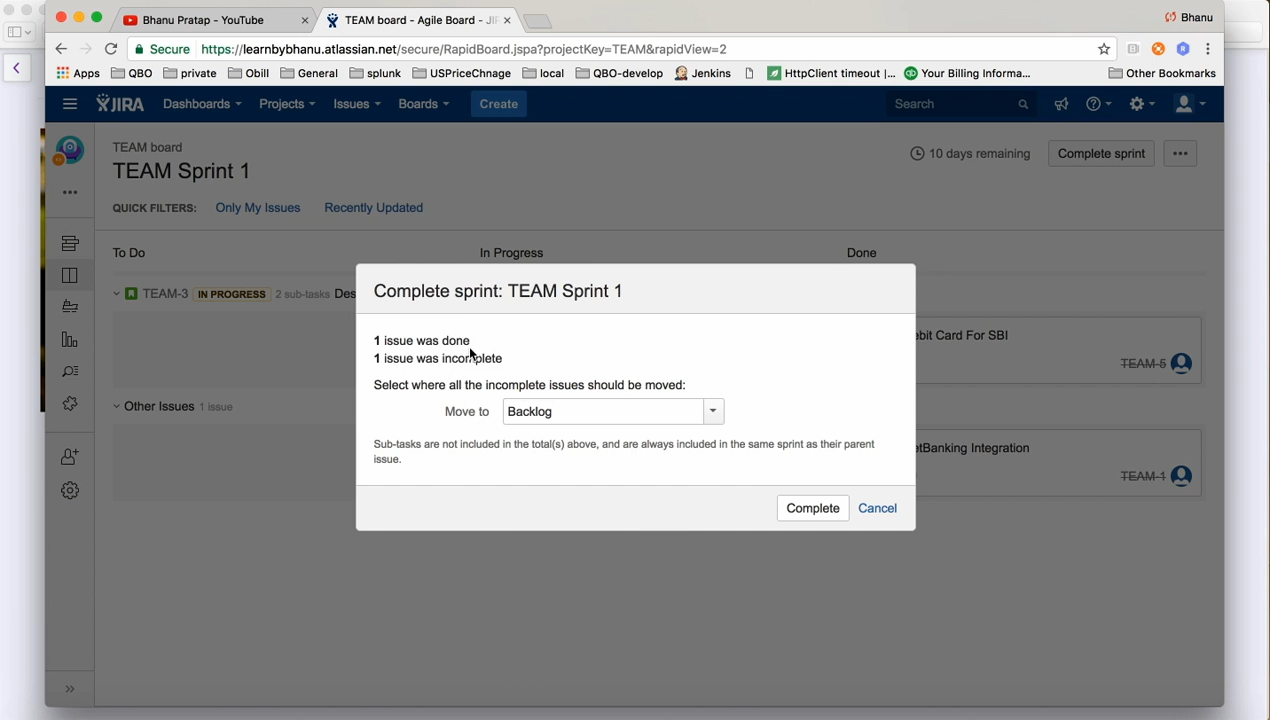 Bhanu Pratap - YouTube
TEAM board - Agile Board - JIR
Bhanu
Secure
https://learnbybhanu.atlassian.net/secure/RapidBoard.jspa?projectKey=TEAM&rapidView=2
Apps QBO private Obill General splunk USPriceChnage local QBO-develop Jenkins HttpClient timeout |... Your Billing Informa... Other Bookmarks
JIRA Dashboards Projects Issues Boards Create Search
TEAM board
TEAM Sprint 1
10 days remaining Complete sprint
QUICK FILTERS: Only My Issues Recently Updated
To Do In Progress Done
TEAM-3 IN PROGRESS 2 sub-tasks Des
Complete sprint: TEAM Sprint 1
1 issue was done
1 issue was incomplete
Select where all the incomplete issues should be moved:
Move to Backlog
Sub-tasks are not included in the total(s) above, and are always included in the same sprint as their parent
issue.
Complete Cancel
ebit Card For SBI
TEAM-5
Other Issues 1 issue
etBanking Integration
TEAM-1